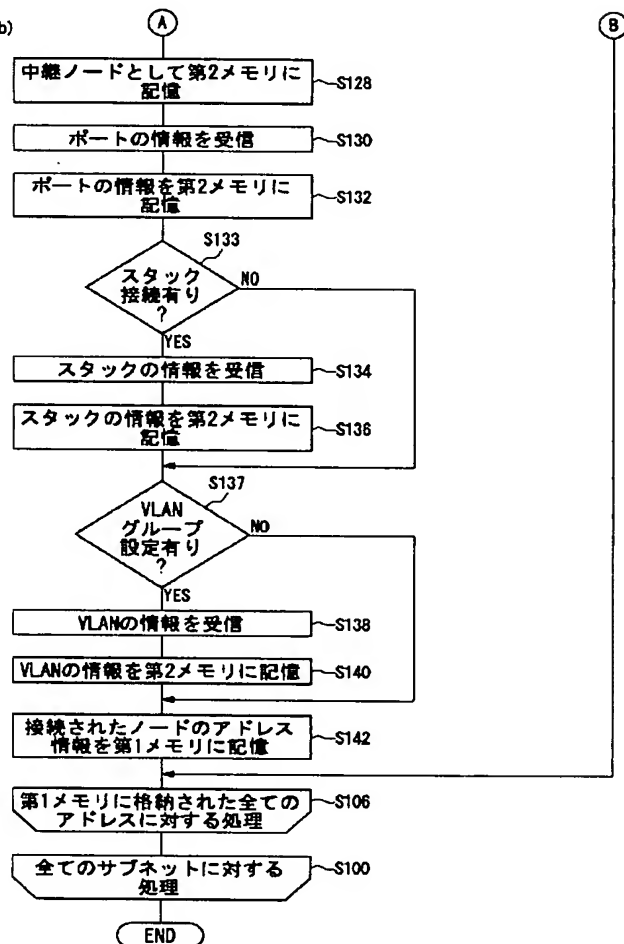 b)
A
B
中継ノードとして第2メモリに
記憶
S128
ポートの情報を受信
S130
ポートの情報を第2メモリに
記憶
S132
S133
スタック
接続有り
?
NO
YES
スタックの情報を受信
S134
スタックの情報を第2メモリに
記憶
S136
S137
VLAN
グループ
設定有り
?
NO
YES
VLANの情報を受信
S138
VLANの情報を第2メモリに記憶
S140
接続されたノードのアドレス
情報を第1メモリに記憶
S142
第1メモリに格納された全ての
アドレスに対する処理
S106
全てのサブネットに対する
処理
S100
END